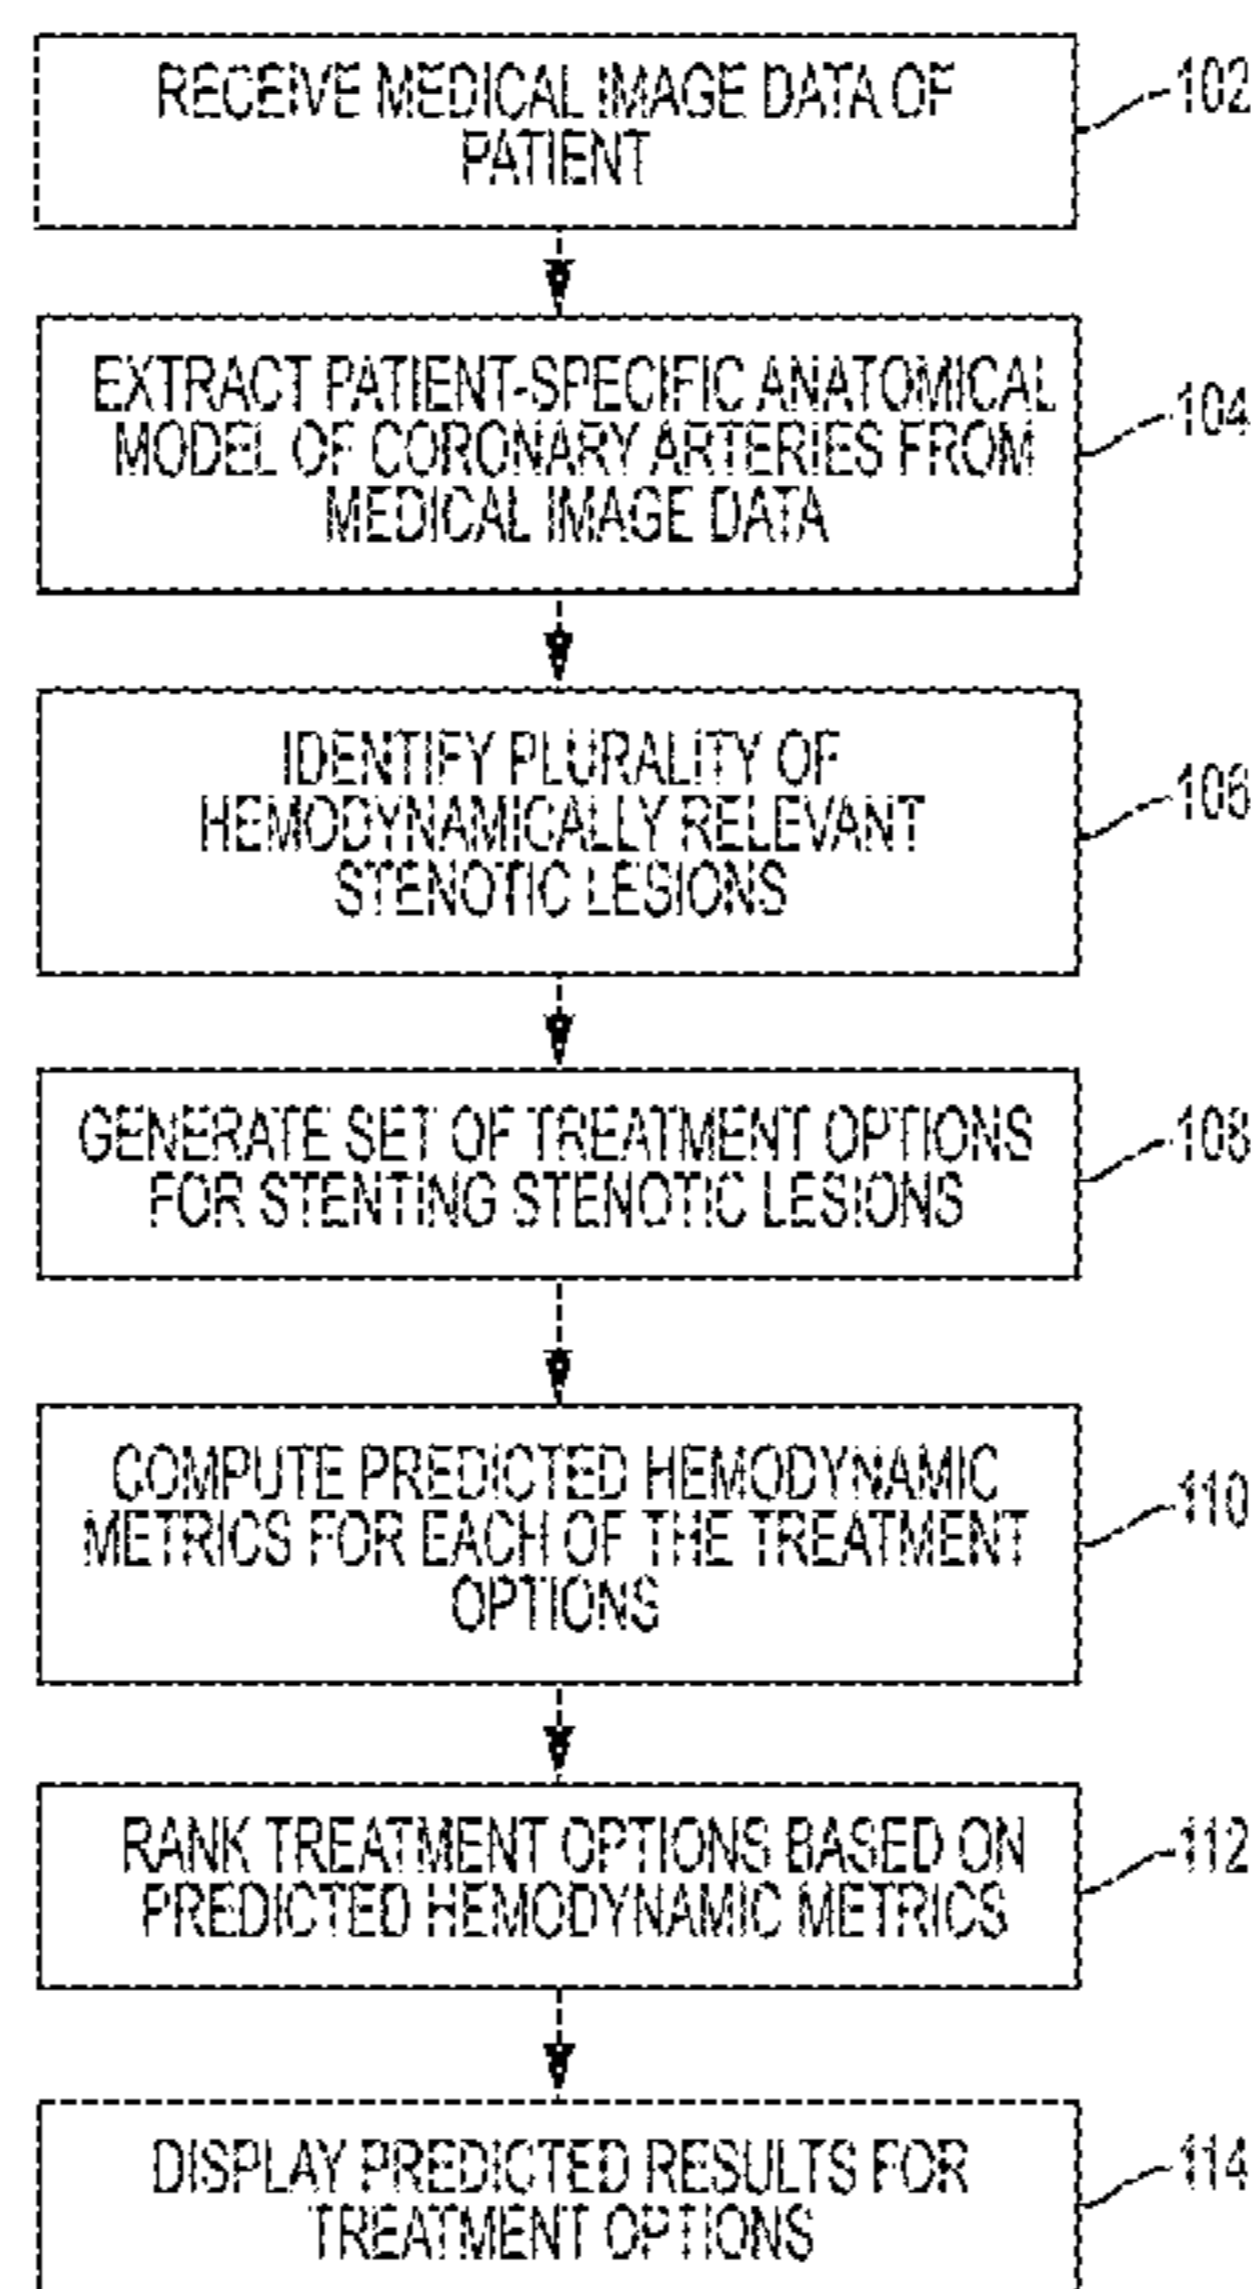 RECEIVE MEDICAL IMAGE DATA OF
PATIENT
102
EXTRACT PATIENT-SPECIFIC ANATOMICAL
MODEL OF CORONARY ARTERIES FROM
MEDICAL IMAGE DATA
104
IDENTIFY PLURALITY OF
HEMODYNAMICALLY RELEVANT
STENOTIC LESIONS
106
GENERATE SET OF TREATMENT OPTIONS
FOR STENTING STENOTIC LESIONS
108
COMPUTE PREDICTED HEMODYNAMIC
METRICS FOR EACH OF THE TREATMENT
OPTIONS
110
RANK TREATMENT OPTIONS BASED ON
PREDICTED HEMODYNAMIC METRICS
112
DISPLAY PREDICTED RESULTS FOR
TREATMENT OPTIONS
114